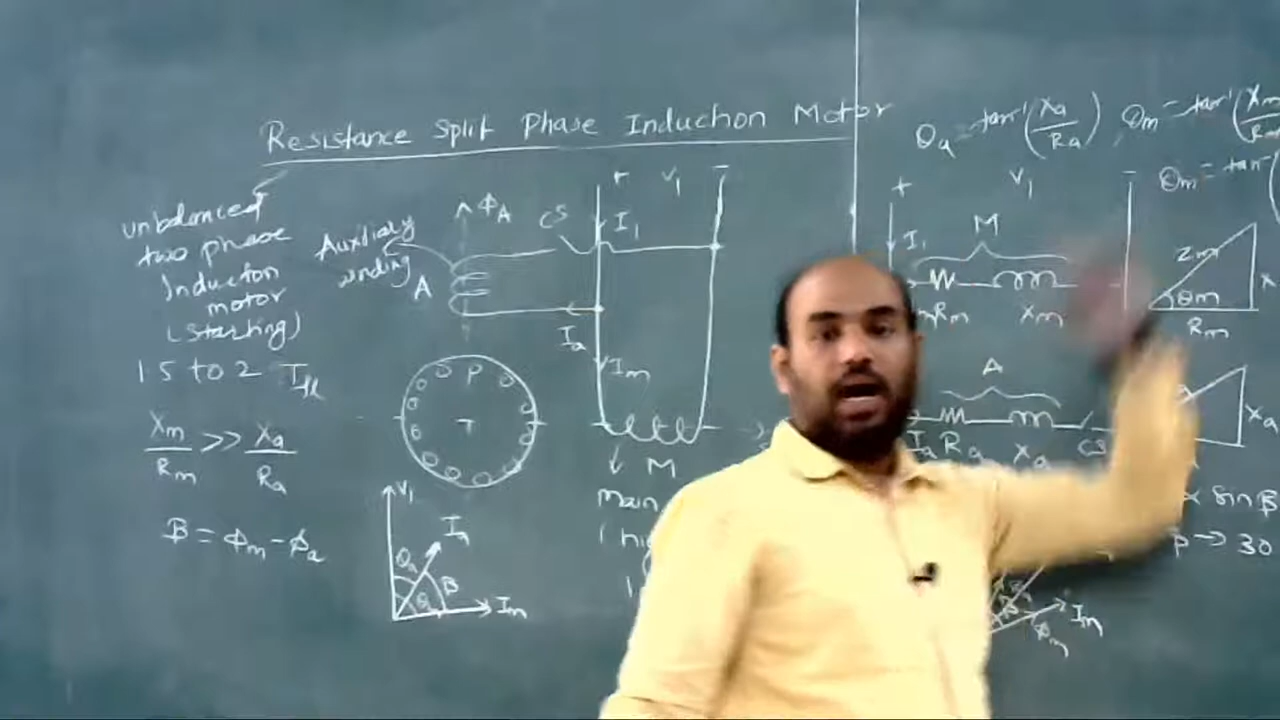 Resistance Split Phase Induction Motor
unbalanced
two phase
Induction
motor
(starting)
1 5 to 2 Tfl
Xm/Rm >> Xa/Ra
β = ϕm - ϕa
Auxiliary
winding
A
ϕA
CS
+ V1 -
I1
Ia
Im
M
Main
V1
θa
β
Im
θa = tan⁻¹(Xa/Ra), θm = tan⁻¹(Xm/Rm
θm = tan⁻¹(
+ V1 -
I1
M
Rm Xm
Zm
θm
Rm
A
Ia Ra Xa CS
Xa
α sin β
β → 30
Im
ϕm